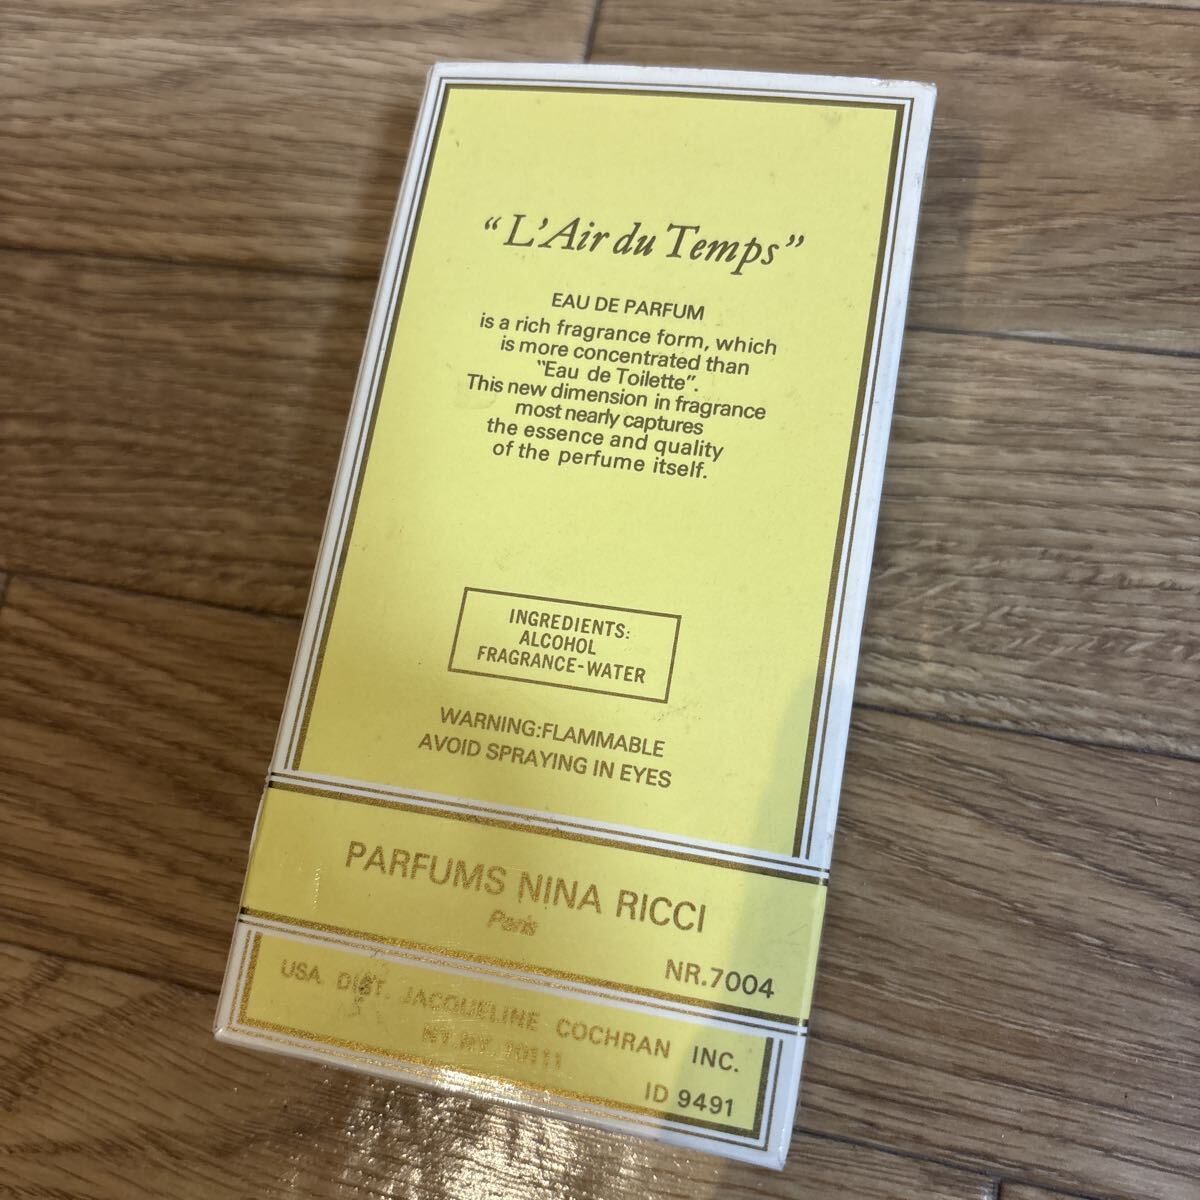 “L’Air du Temps”
EAU DE PARFUM
is a rich fragrance form, which
is more concentrated than
"Eau de Toilette".
This new dimension in fragrance
most nearly captures
the essence and quality
of the perfume itself.
INGREDIENTS:
ALCOHOL
FRAGRANCE-WATER
WARNING:FLAMMABLE
AVOID SPRAYING IN EYES
PARFUMS NINA RICCI
Paris
NR.7004
USA DIST. JACQUELINE COCHRAN INC.
NY.NY. 10111
ID 9491